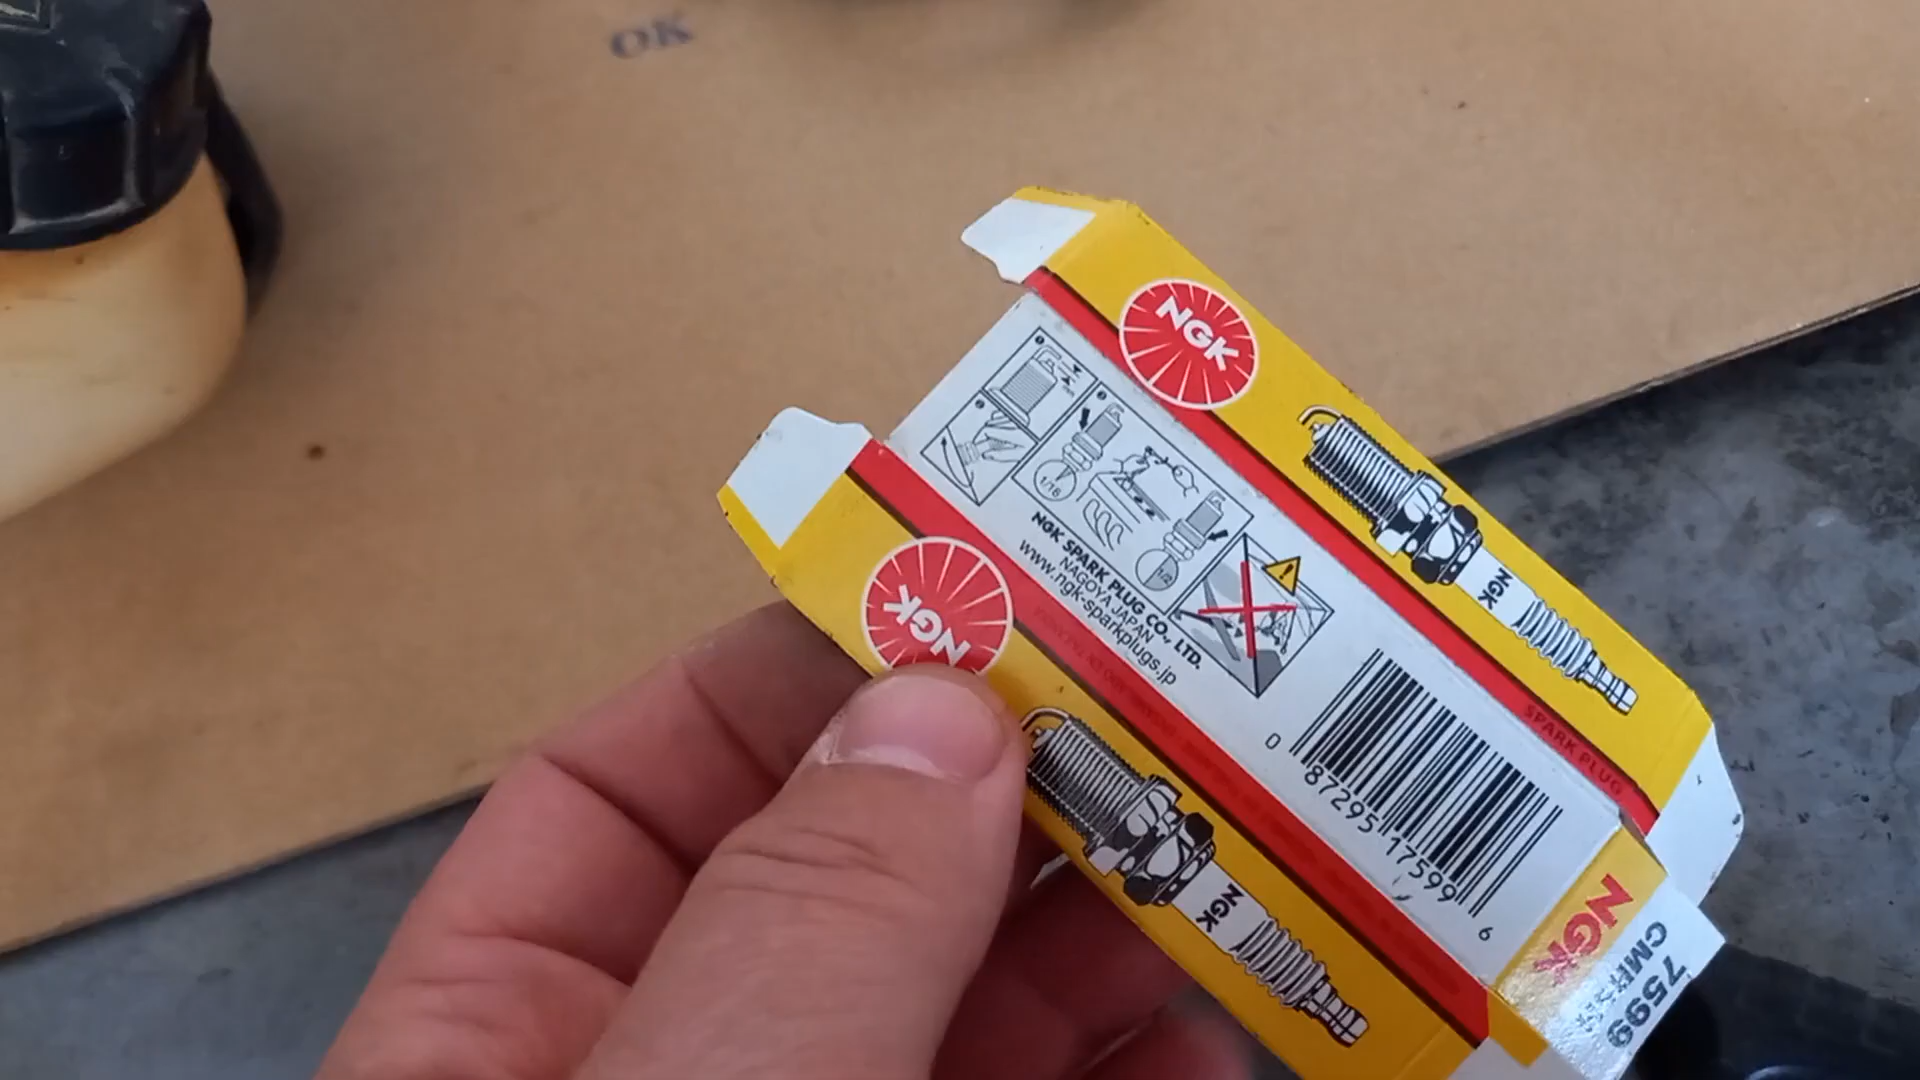 OK
NGK
1/16
1/2
NGK SPARK PLUG CO., LTD.
NAGOYA JAPAN
www.ngk-sparkplugs.jp
NGK
NGK
SPARK PLUG
NGK
0 87295 17599 6
NGK
7599